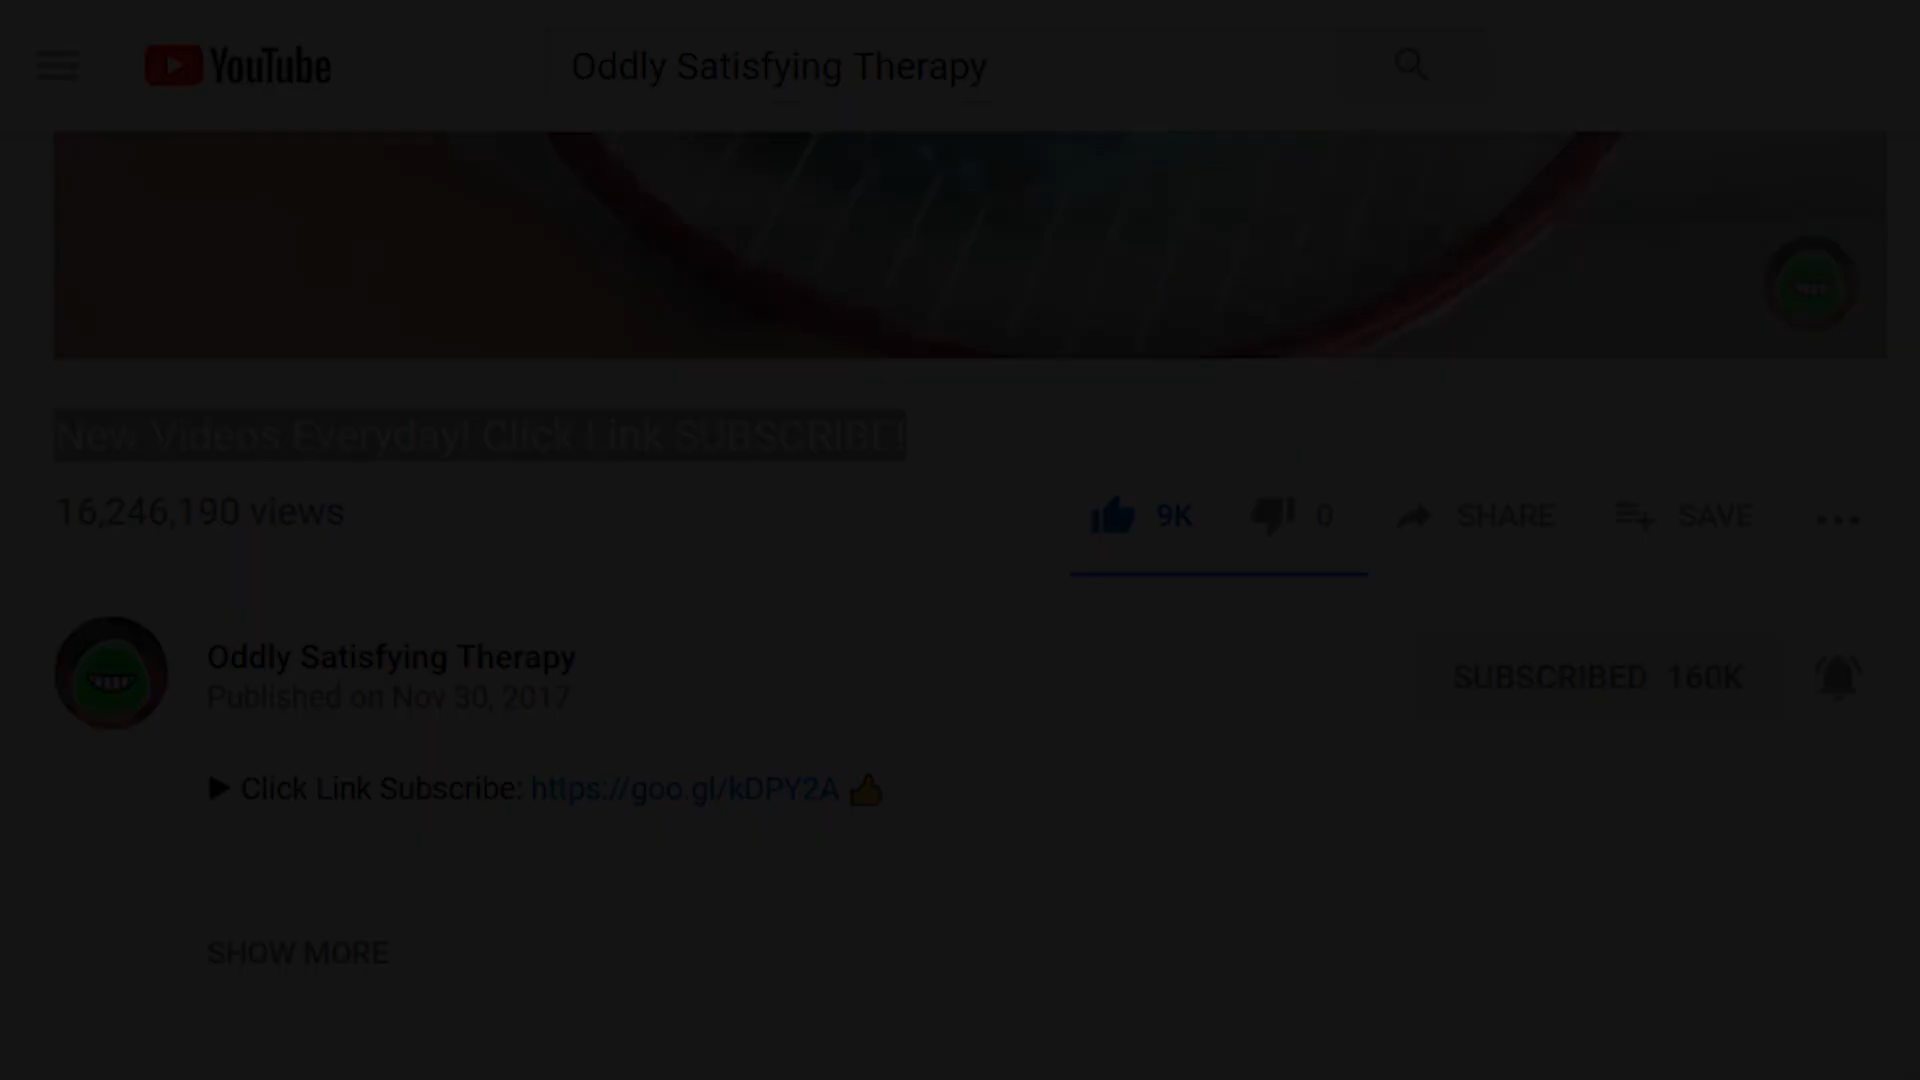 YouTube
Oddly Satisfying Therapy
New Videos Everyday! Click Link SUBSCRIBE!
16,246,190 views
9K 0 SHARE SAVE
Oddly Satisfying Therapy
SUBSCRIBED 160K
Published on Nov 30, 2017
▶ Click Link Subscribe: https://goo.gl/kDPY2A 👍
SHOW MORE